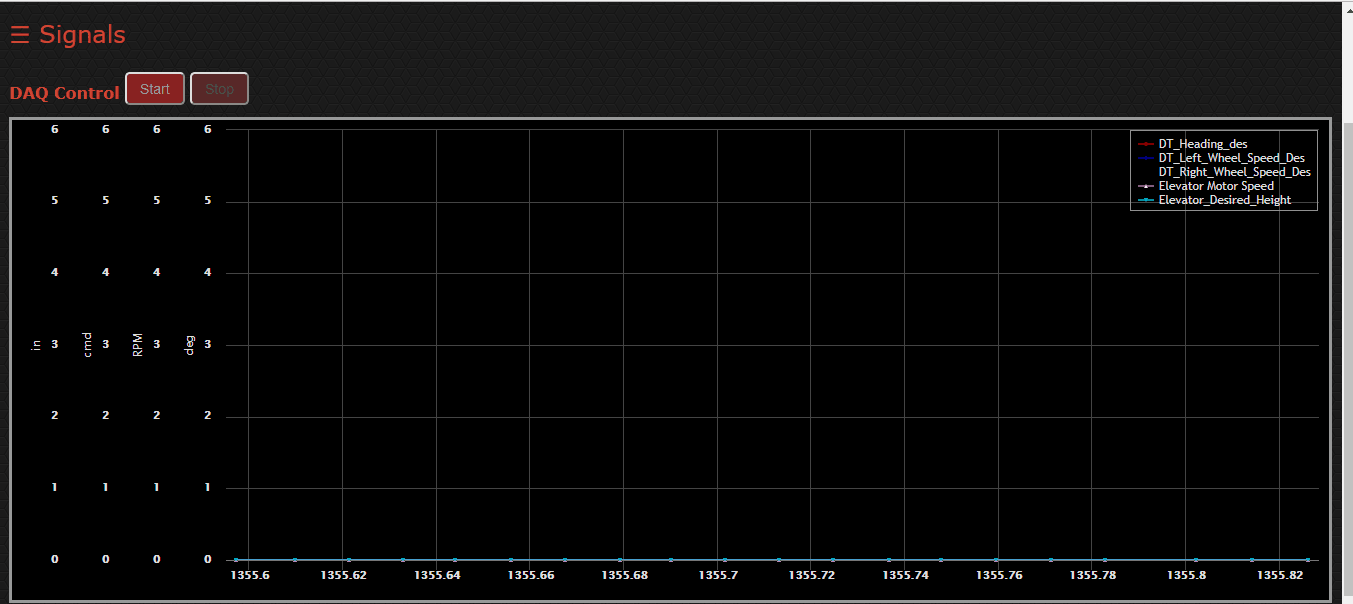 ☰ Signals
DAQ Control Start Stop
6 6 6 6
DT_Heading_des
DT_Left_Wheel_Speed_Des
DT_Right_Wheel_Speed_Des
Elevator Motor Speed
Elevator_Desired_Height
5 5 5 5
4 4 4 4
in 3 cmd 3 RPM 3 deg 3
2 2 2 2
1 1 1 1
0 0 0 0
1355.6 1355.62 1355.64 1355.66 1355.68 1355.7 1355.72 1355.74 1355.76 1355.78 1355.8 1355.82